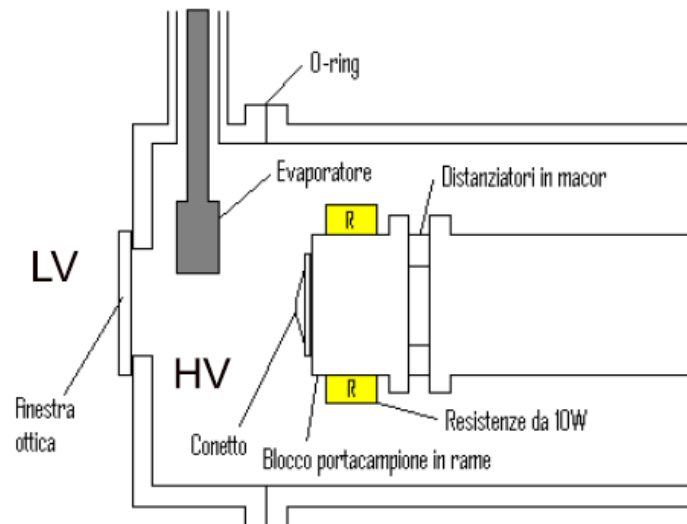 O-ring
Evaporatore
Distanziatori in macor
R
LV
HV
Finestra
ottica
Conetto
R
Blocco portacampione in rame
Resistenze da 10W